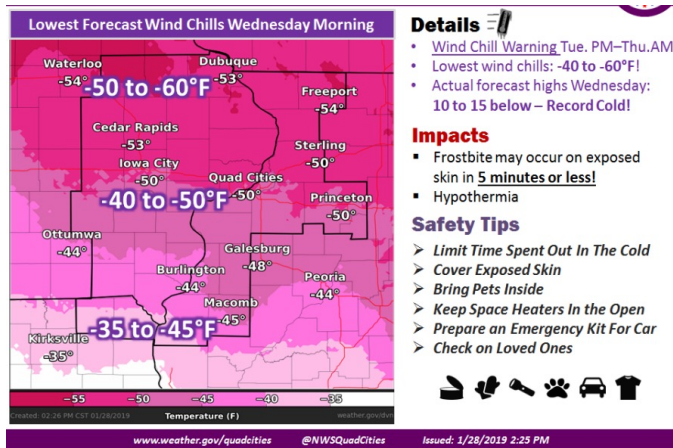 Lowest Forecast Wind Chills Wednesday Morning
Waterloo
-54°
Dubuque
-53°
-50 to -60°F
Freeport
-54°
Cedar Rapids
-53°
Sterling
-50°
Iowa City
-50°
Quad Cities
-50°
-40 to -50°F
Princeton
-50°
Ottumwa
-44°
Galesburg
-48°
Burlington
-44°
Peoria
-44°
Macomb
-45°
-35 to -45°F
Kirksville
-35°
-55 -50 -45 -40 -35
Created: 02:26 PM CST 01/28/2019 Temperature (F) weather.gov/dvn
Details
• Wind Chill Warning Tue. PM–Thu.AM
• Lowest wind chills: -40 to -60°F!
• Actual forecast highs Wednesday:
10 to 15 below – Record Cold!
Impacts
▪ Frostbite may occur on exposed
skin in 5 minutes or less!
▪ Hypothermia
Safety Tips
➢ Limit Time Spent Out In The Cold
➢ Cover Exposed Skin
➢ Bring Pets Inside
➢ Keep Space Heaters In the Open
➢ Prepare an Emergency Kit For Car
➢ Check on Loved Ones
www.weather.gov/quadcities @NWSQuadCities Issued: 1/28/2019 2:25 PM